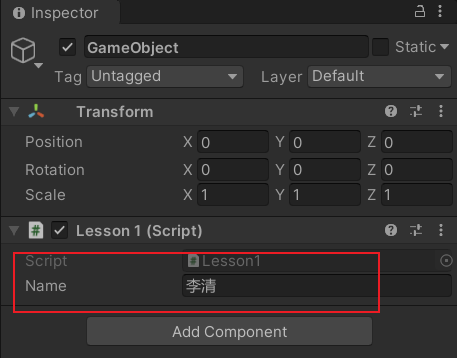 Inspector
GameObject Static
Tag Untagged Layer Default
Transform
Position X 0 Y 0 Z 0
Rotation X 0 Y 0 Z 0
Scale X 1 Y 1 Z 1
# Lesson 1 (Script)
Script # Lesson1
Name 李清
Add Component